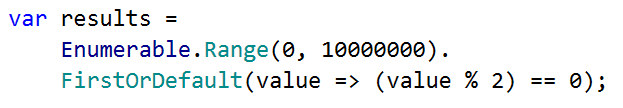 var results =
    Enumerable.Range(0, 10000000).
    FirstOrDefault(value => (value % 2) == 0);